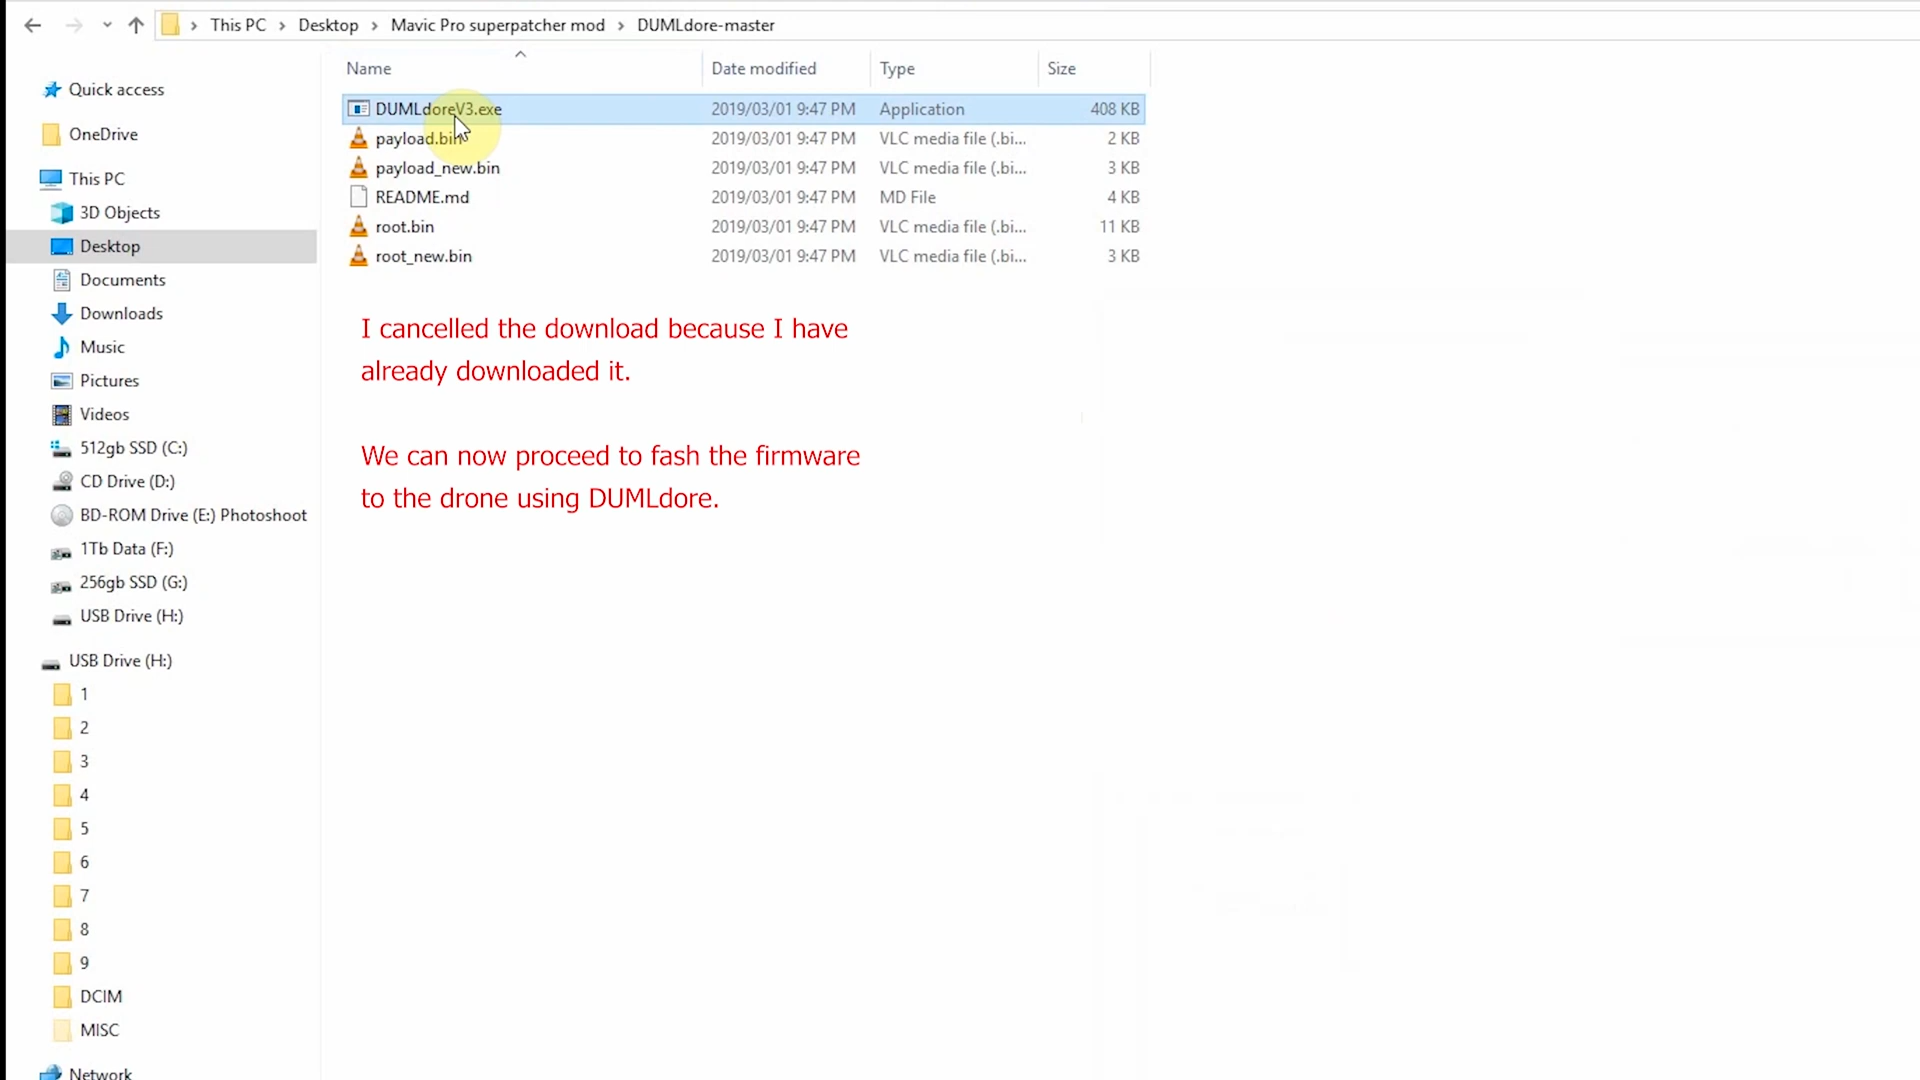 This PC > Desktop > Mavic Pro superpatcher mod > DUMLdore-master
Name Date modified Type Size
Quick access
OneDrive
This PC
3D Objects
Desktop
Documents
Downloads
Music
Pictures
Videos
512gb SSD (C:)
CD Drive (D:)
BD-ROM Drive (E:) Photoshoot
1Tb Data (F:)
256gb SSD (G:)
USB Drive (H:)
USB Drive (H:)
1
2
3
4
5
6
7
8
9
DCIM
MISC
Network
DUMLdoreV3.exe 2019/03/01 9:47 PM Application 408 KB
payload.bin 2019/03/01 9:47 PM VLC media file (.bi... 2 KB
payload_new.bin 2019/03/01 9:47 PM VLC media file (.bi... 3 KB
README.md 2019/03/01 9:47 PM MD File 4 KB
root.bin 2019/03/01 9:47 PM VLC media file (.bi... 11 KB
root_new.bin 2019/03/01 9:47 PM VLC media file (.bi... 3 KB
I cancelled the download because I have
already downloaded it.
We can now proceed to fash the firmware
to the drone using DUMLdore.